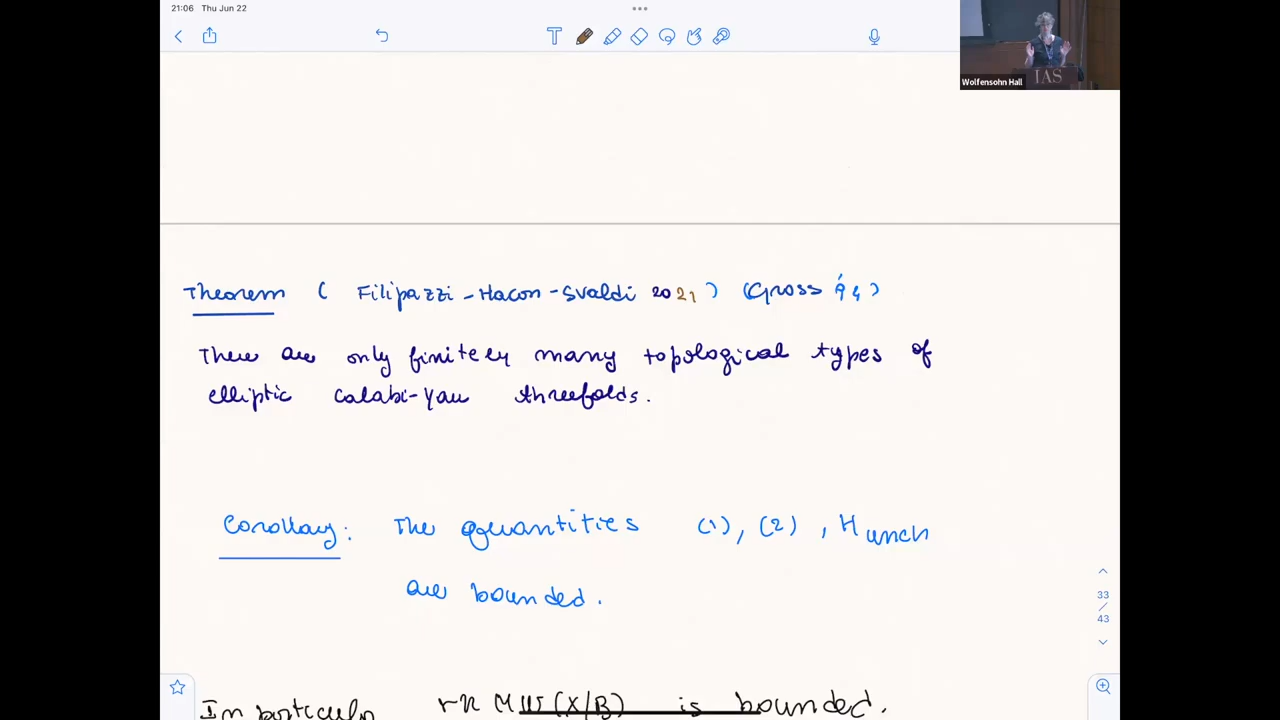 21:06 Thu Jun 22
Wolfensohn Hall
IAS
Theorem ( Filipazzi-Hacon-Svaldi 2021 ) (Gross '94)
There are only finitely many topological types of
elliptic Calabi-Yau threefolds.
Corollary: The quantities (1), (2), H unch
are bounded.
33
/
43
In particular rk MW(X/B) is bounded.